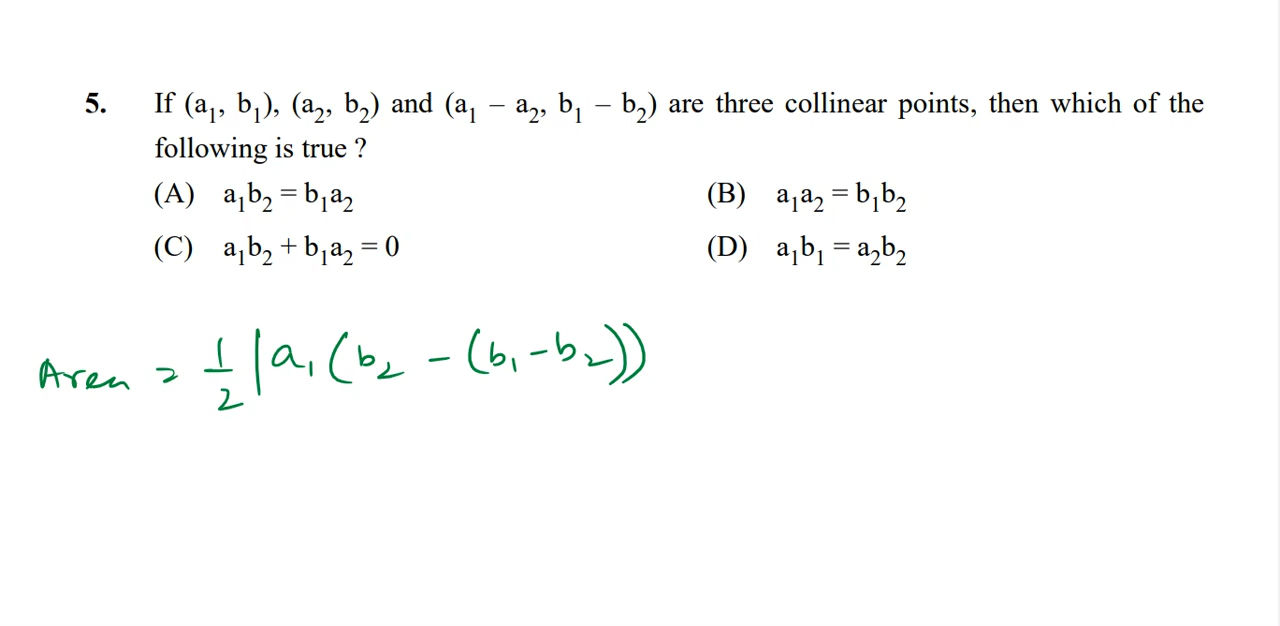 5. If (a₁, b₁), (a₂, b₂) and (a₁ – a₂, b₁ – b₂) are three collinear points, then which of the
following is true ?
(A) a₁b₂ = b₁a₂ (B) a₁a₂ = b₁b₂
(C) a₁b₂ + b₁a₂ = 0 (D) a₁b₁ = a₂b₂
Area = 1/2 |a₁(b₂ – (b₁ – b₂))